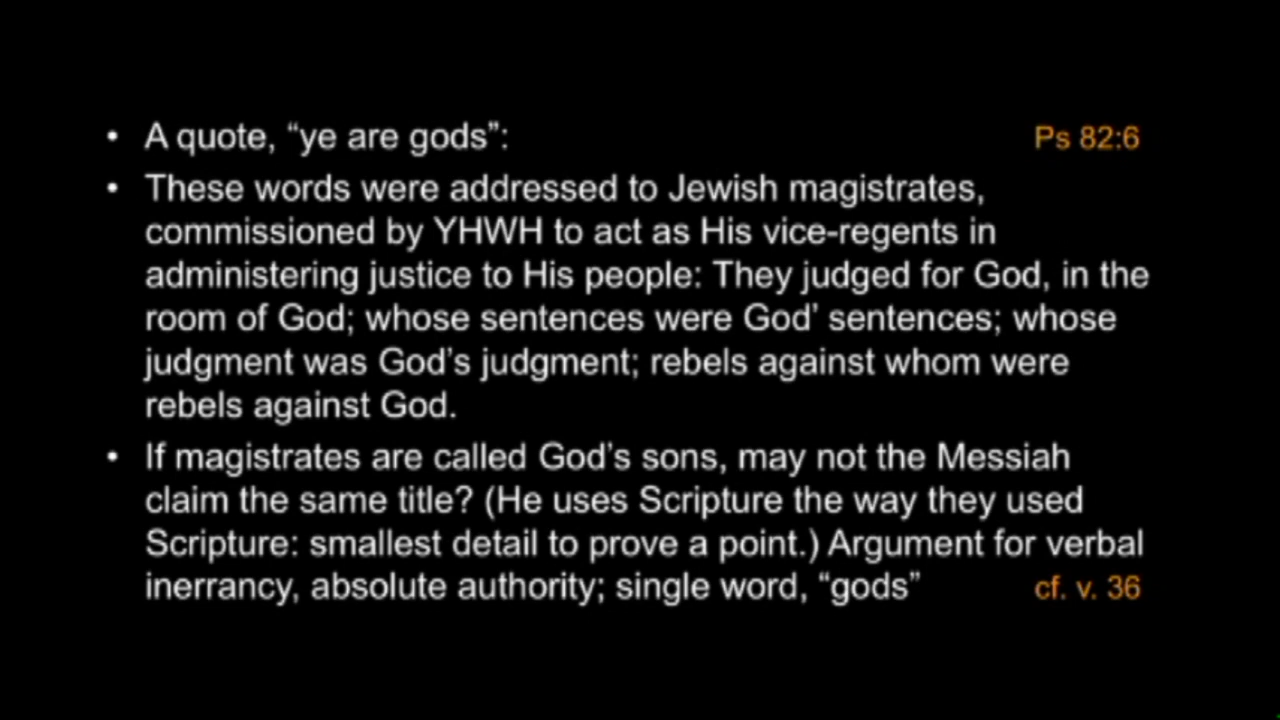 • A quote, “ye are gods”: Ps 82:6
• These words were addressed to Jewish magistrates,
commissioned by YHWH to act as His vice-regents in
administering justice to His people: They judged for God, in the
room of God; whose sentences were God’ sentences; whose
judgment was God’s judgment; rebels against whom were
rebels against God.
• If magistrates are called God’s sons, may not the Messiah
claim the same title? (He uses Scripture the way they used
Scripture: smallest detail to prove a point.) Argument for verbal
inerrancy, absolute authority; single word, “gods” cf. v. 36